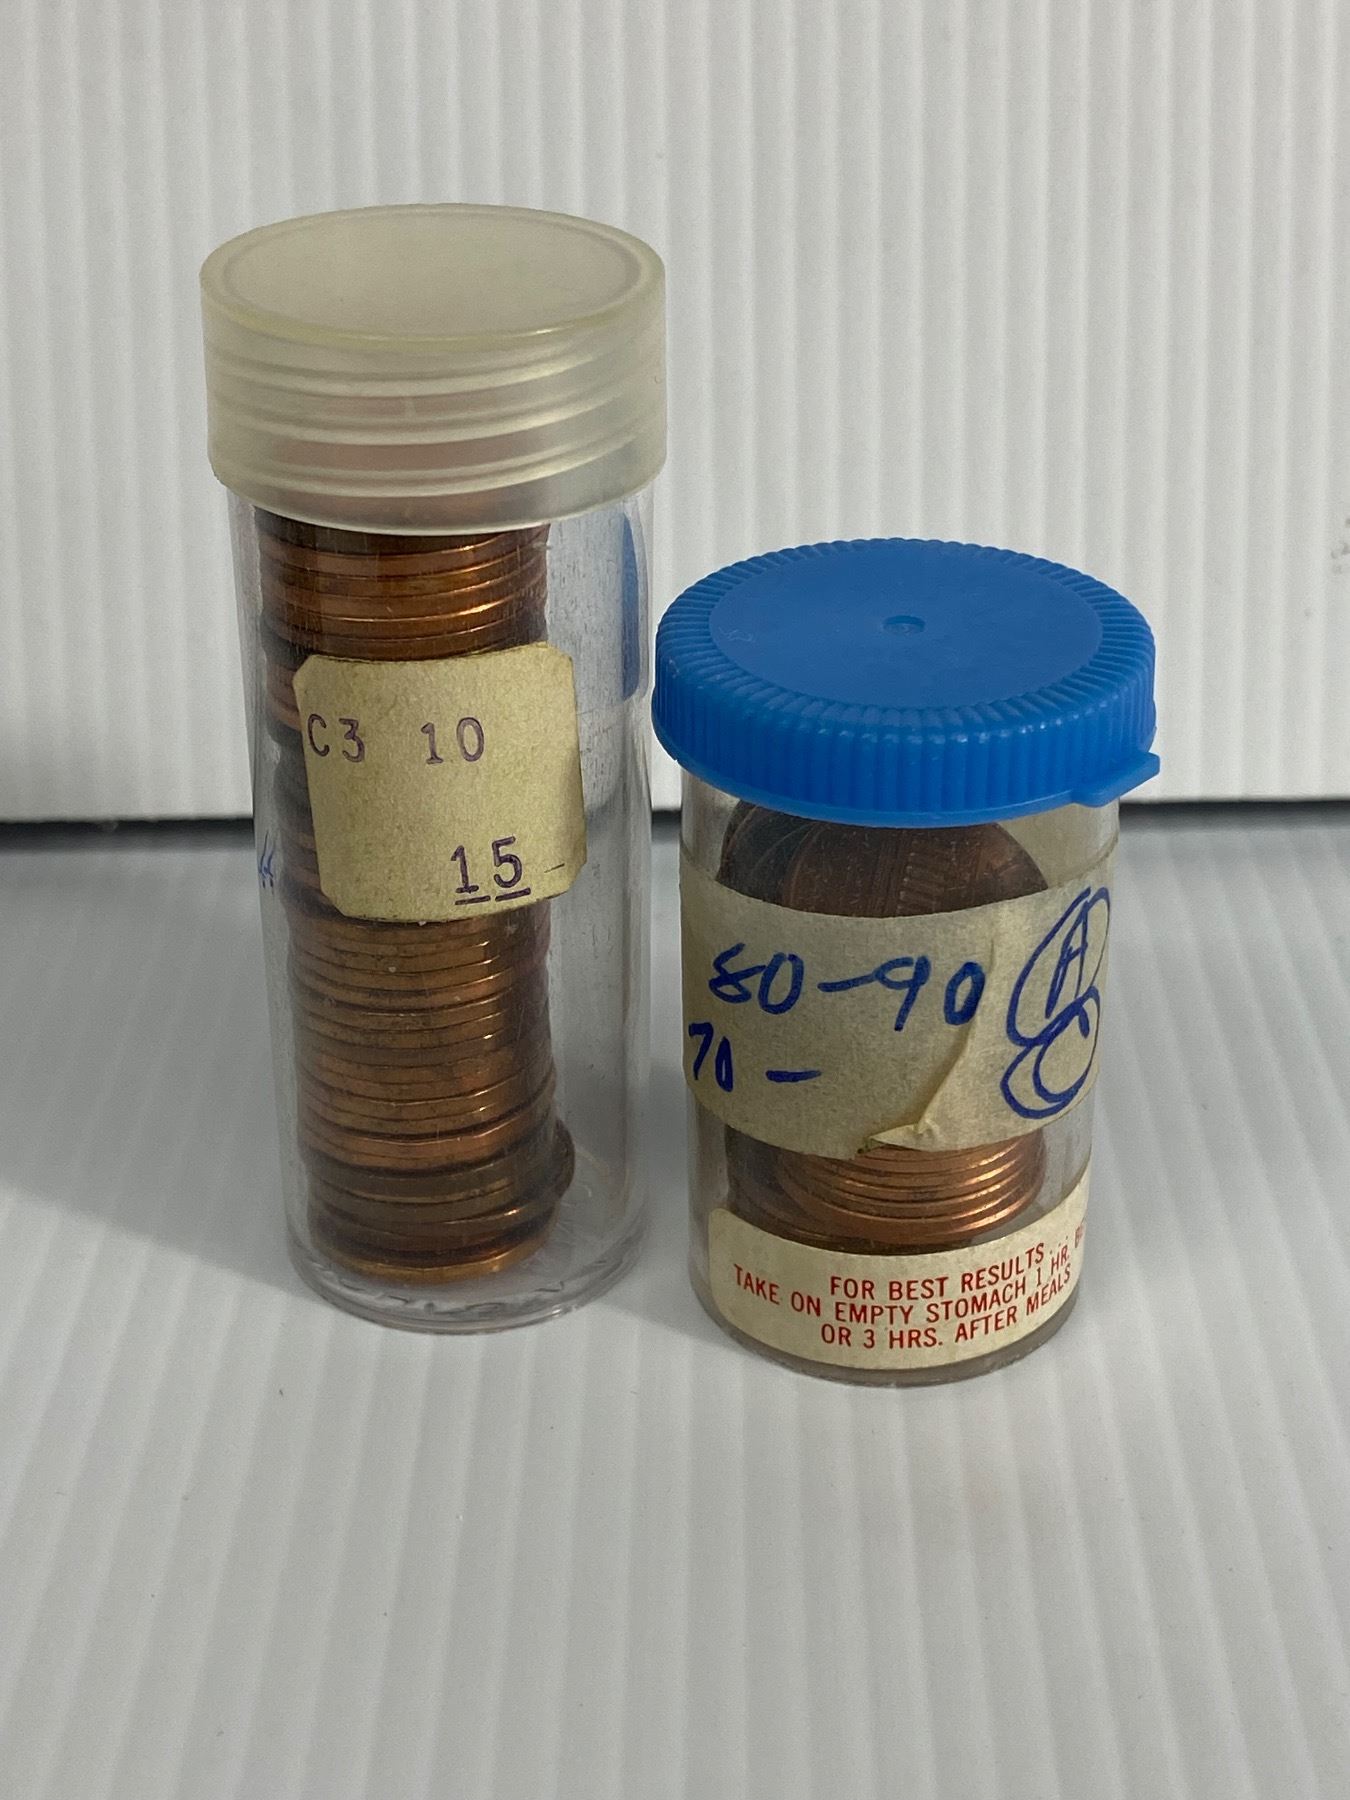 C3 10
15
80-90
70-
FOR BEST RESULTS...
TAKE ON EMPTY STOMACH 1 HR.
OR 3 HRS. AFTER MEALS